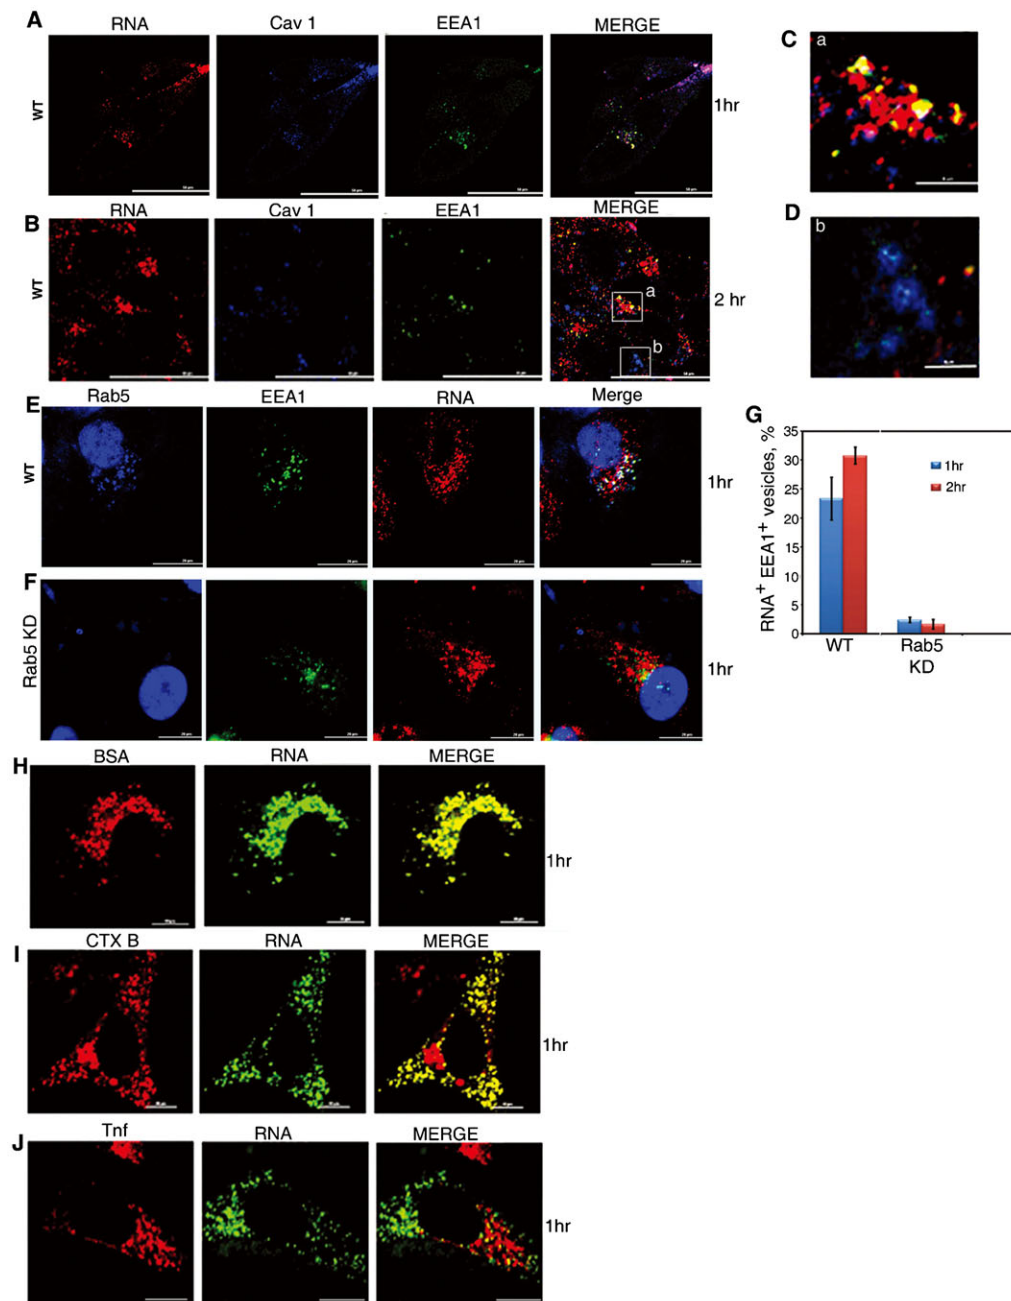 A
RNA
Cav 1
EEA1
MERGE
WT
1hr
B
RNA
Cav 1
EEA1
MERGE
WT
a
b
2 hr
C
a
D
b
E
Rab5
EEA1
RNA
Merge
WT
1hr
F
Rab5 KD
1hr
G
RNA+ EEA1+ vesicles, %
35
30
25
20
15
10
5
0
1hr
2hr
WT
Rab5
KD
H
BSA
RNA
MERGE
1hr
I
CTX B
RNA
MERGE
1hr
J
Tnf
RNA
MERGE
1hr